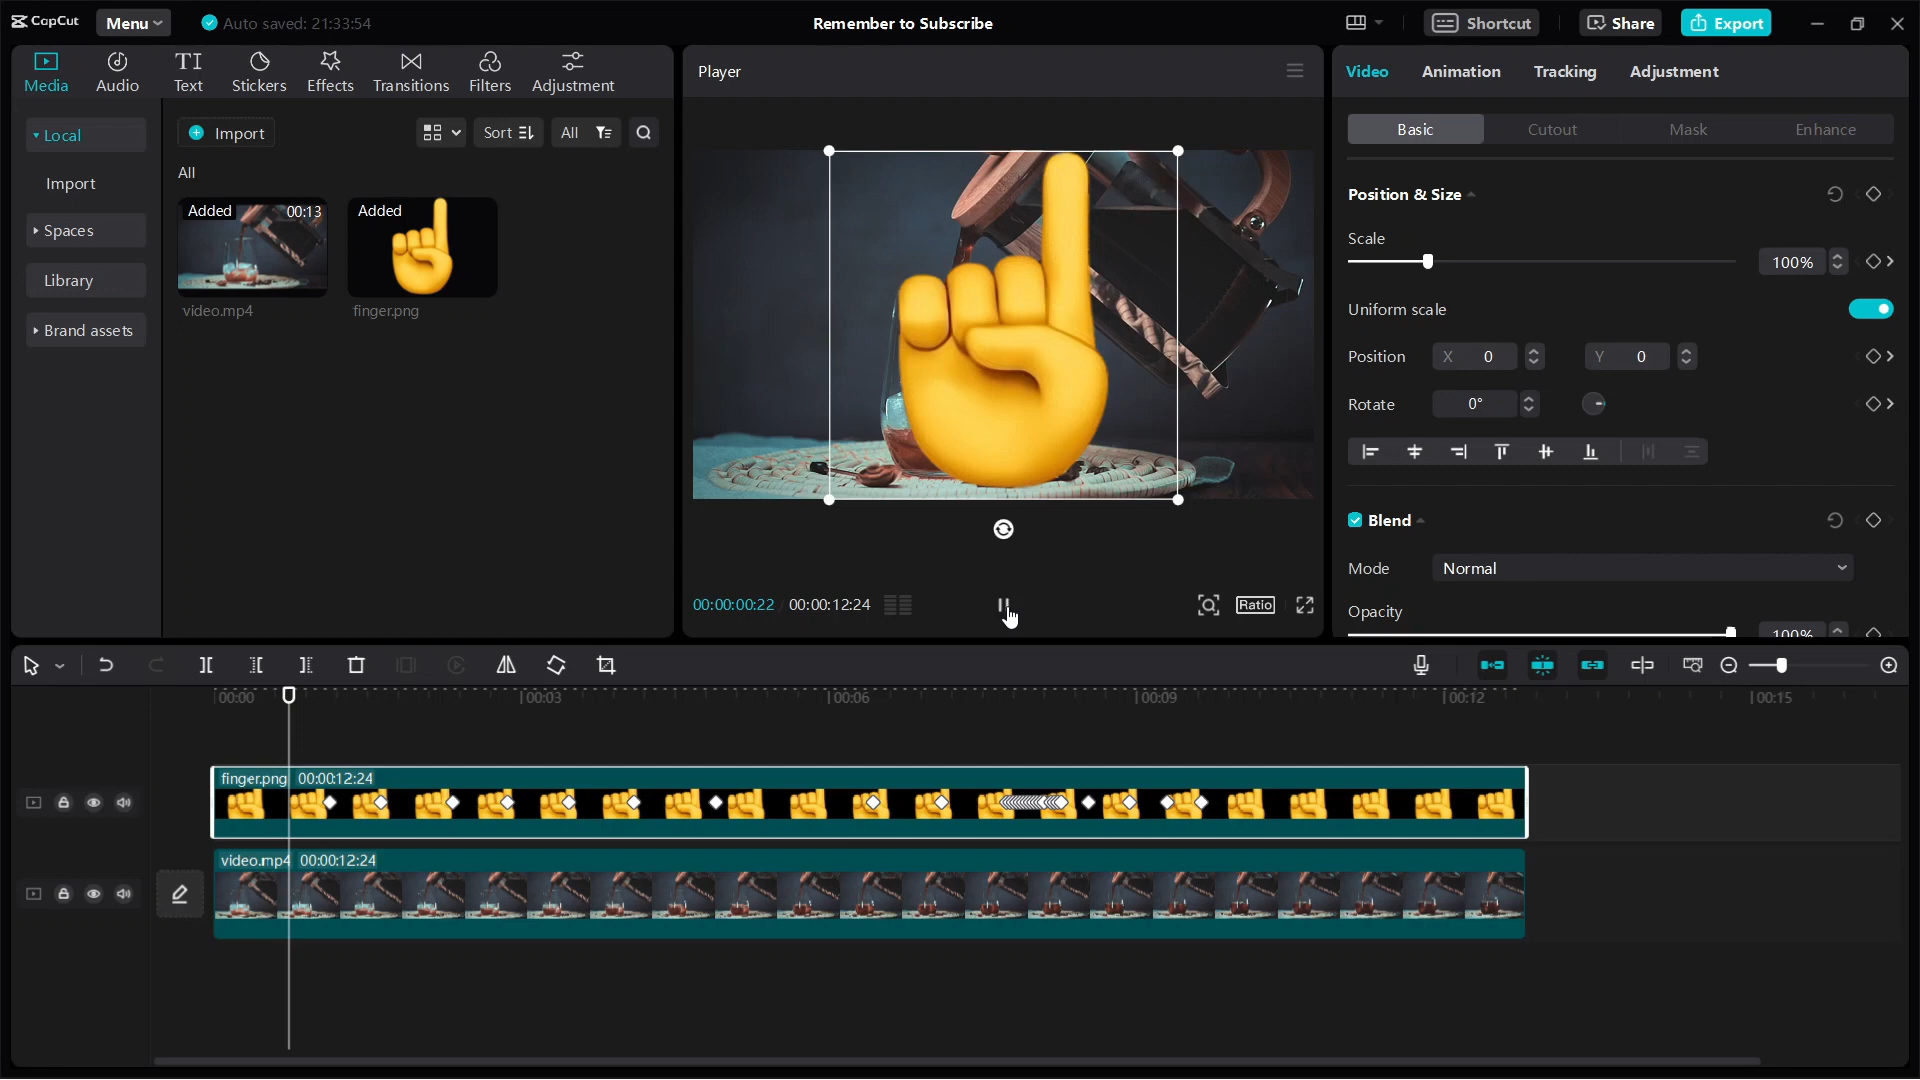 CapCut
Menu
Auto saved: 21:33:54
Remember to Subscribe
Shortcut
Share
Export
Media
Audio
TI
Text
Stickers
Effects
Transitions
Filters
Adjustment
Local
Import
Spaces
Library
Brand assets
Import
Sort
All
All
Added 00:13
video.mp4
Added
finger.png
Player
00:00:00:22
00:00:12:24
Ratio
Video
Animation
Tracking
Adjustment
Basic
Cutout
Mask
Enhance
Position & Size
Scale
100%
Uniform scale
Position
X 0
Y 0
Rotate
0°
Blend
Mode
Normal
Opacity
100%
00:00
00:03
00:06
00:09
00:12
00:15
finger.png 00:00:12:24
video.mp4 00:00:12:24